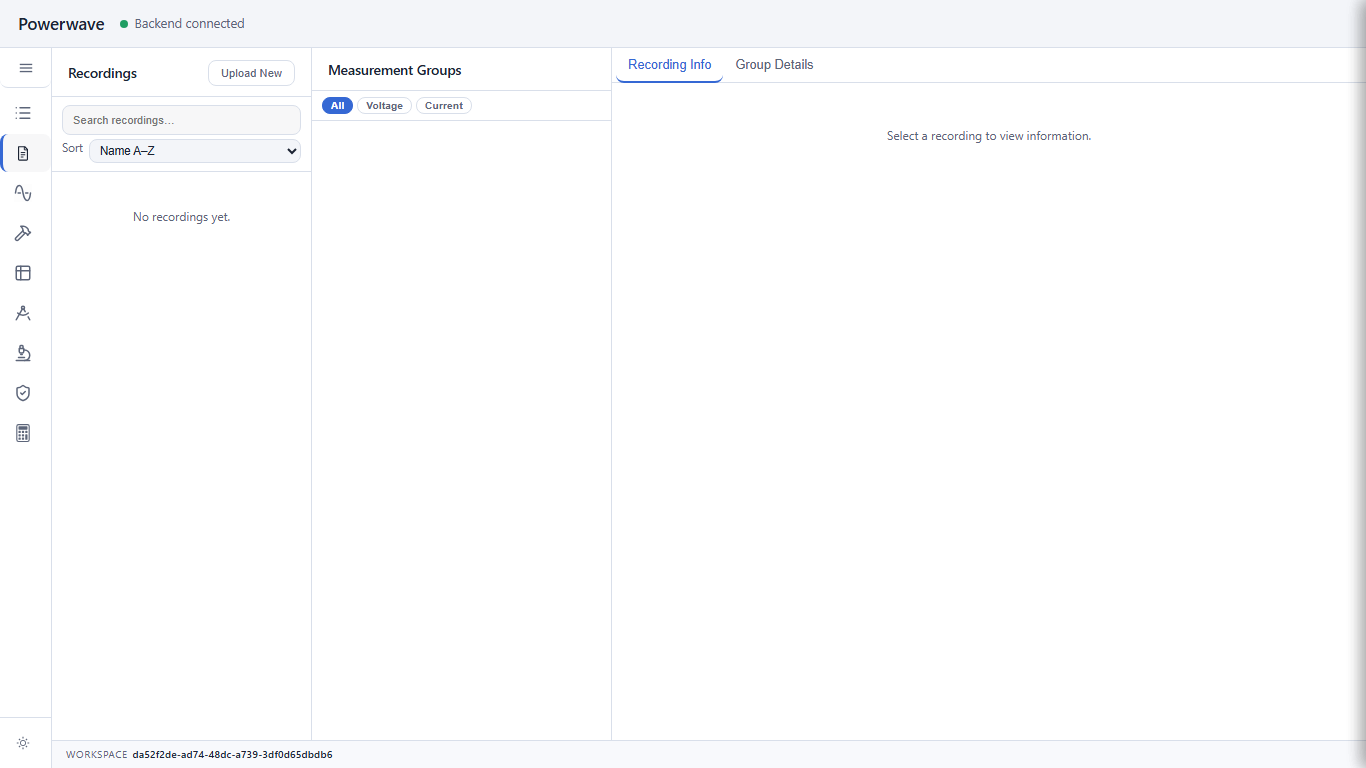 Powerwave
Backend connected
Recordings
Upload New
Search recordings...
Sort
Name A–Z
No recordings yet.
Measurement Groups
All
Voltage
Current
Recording Info
Group Details
Select a recording to view information.
WORKSPACE da52f2de-ad74-48dc-a739-3df0d65dbdb6